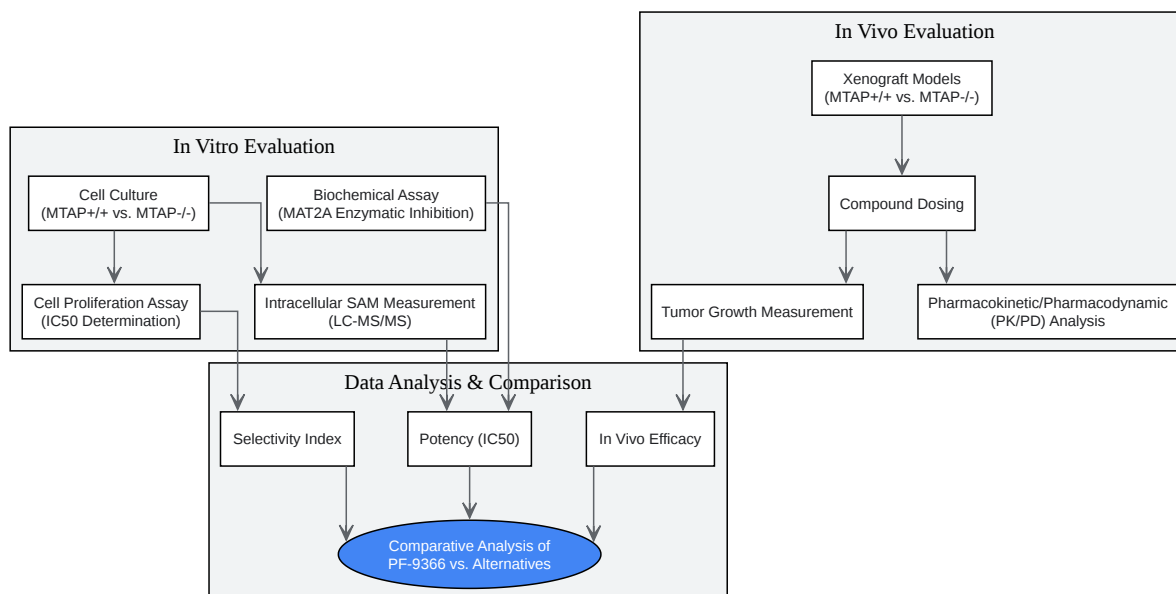 In Vivo Evaluation
Xenograft Models
(MTAP+/+ vs. MTAP-/-)
Compound Dosing
Tumor Growth Measurement
Pharmacokinetic/Pharmacodynamic
(PK/PD) Analysis
In Vitro Evaluation
Cell Culture
(MTAP+/+ vs. MTAP-/-)
Biochemical Assay
(MAT2A Enzymatic Inhibition)
Cell Proliferation Assay
(IC50 Determination)
Intracellular SAM Measurement
(LC-MS/MS)
Data Analysis & Comparison
Selectivity Index
Potency (IC50)
In Vivo Efficacy
Comparative Analysis of
PF-9366 vs. Alternatives